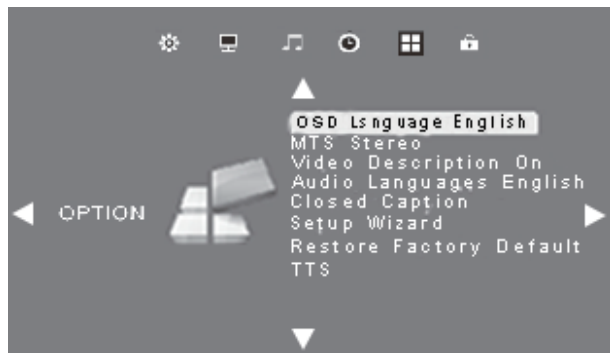 OPTION
OSD Lsnguage English
MTS Stereo
Video Description On
Audio Languages English
Closed Caption
Setup Wizard
Restore Factory Default
TTS